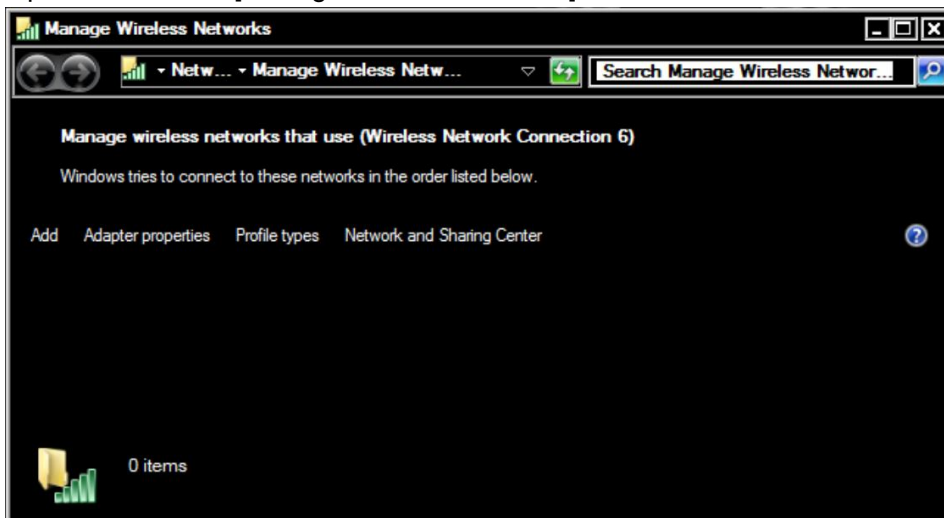 Manage Wireless Networks
Netw... Manage Wireless Netw... Search Manage Wireless Networ...
Manage wireless networks that use (Wireless Network Connection 6)
Windows tries to connect to these networks in the order listed below.
Add Adapter properties Profile types Network and Sharing Center
0 items